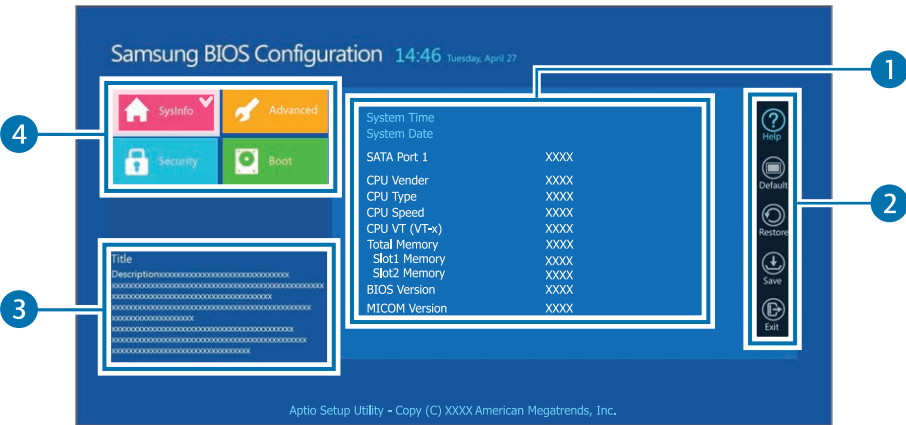 Samsung BIOS Configuration 14:46 Tuesday, April 27
1
4
SysInfo Advanced
Security Boot
System Time
System Date
SATA Port 1 XXXX
CPU Vender XXXX
CPU Type XXXX
CPU Speed XXXX
CPU VT (VT-x) XXXX
Total Memory XXXX
Slot1 Memory XXXX
Slot2 Memory XXXX
BIOS Version XXXX
MICOM Version XXXX
2
Help
Default
Restore
Save
Exit
3
Title
Descriptionxxxxxxxxxxxxxxxxxxxxxxxxxxxxx
Aptio Setup Utility - Copy (C) XXXX American Megatrends, Inc.